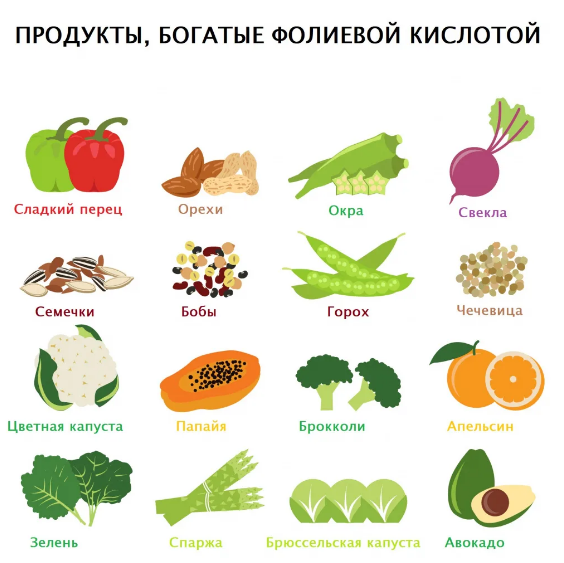 ПРОДУКТЫ, БОГАТЫЕ ФОЛИЕВОЙ КИСЛОТОЙ
Сладкий перец
Орехи
Окра
Свекла
Семечки
Бобы
Горох
Чечевица
Цветная капуста
Папайя
Брокколи
Апельсин
Зелень
Спаржа
Брюссельская капуста
Авокадо